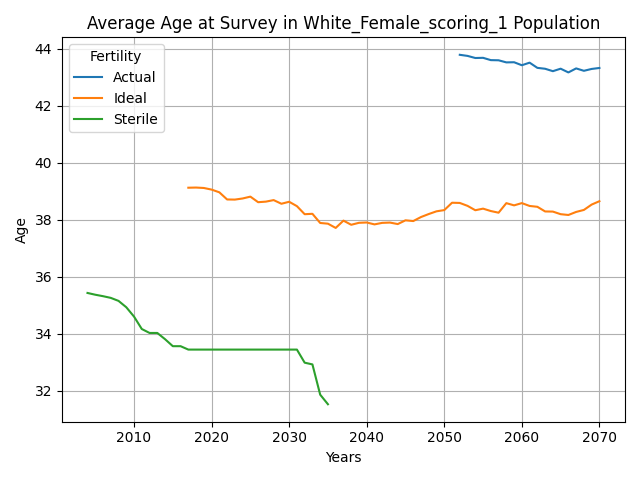 Average Age at Survey in White_Female_scoring_1 Population
Fertility
Actual
Ideal
Sterile
Age
44
42
40
38
36
34
32
2010 2020 2030 2040 2050 2060 2070
Years